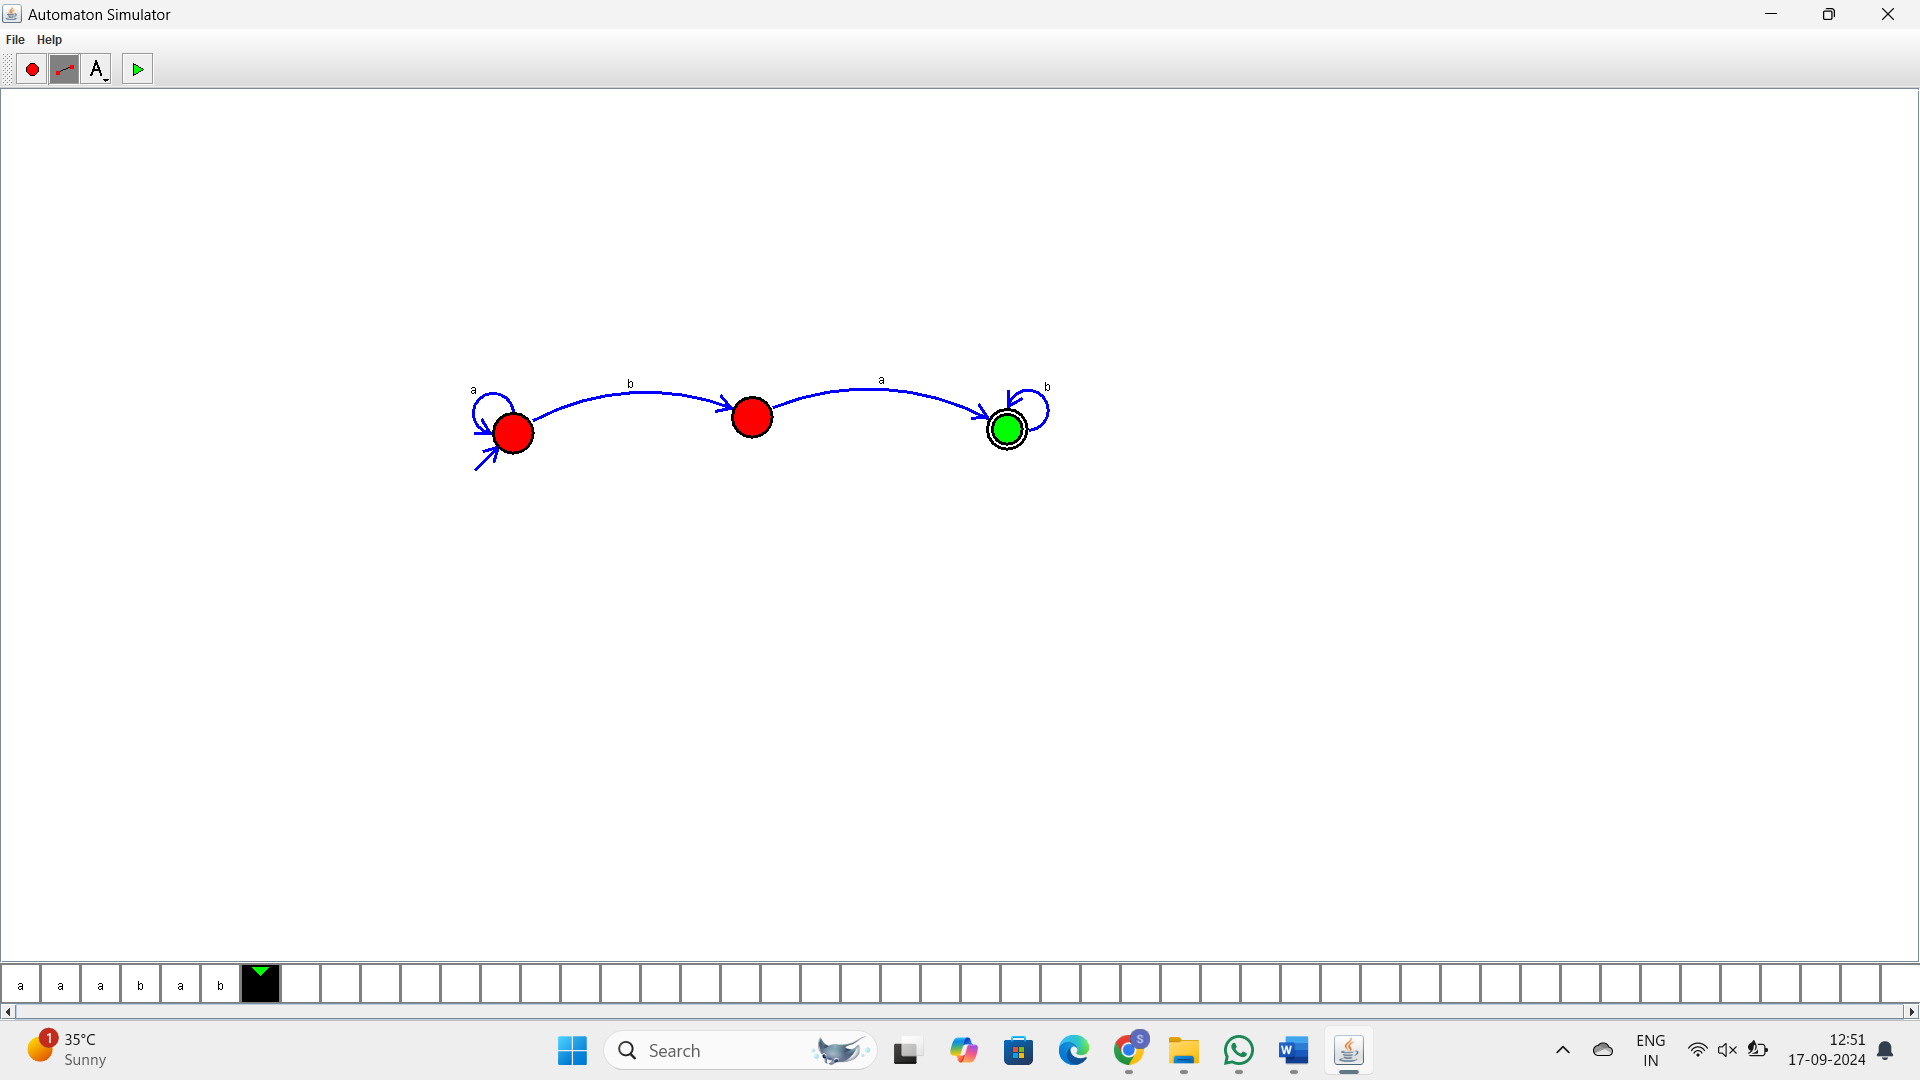 Automaton Simulator
File Help
A
a b a b
a a a b a b
1 35°C
Sunny
Search
S
W
ENG
IN
12:51
17-09-2024